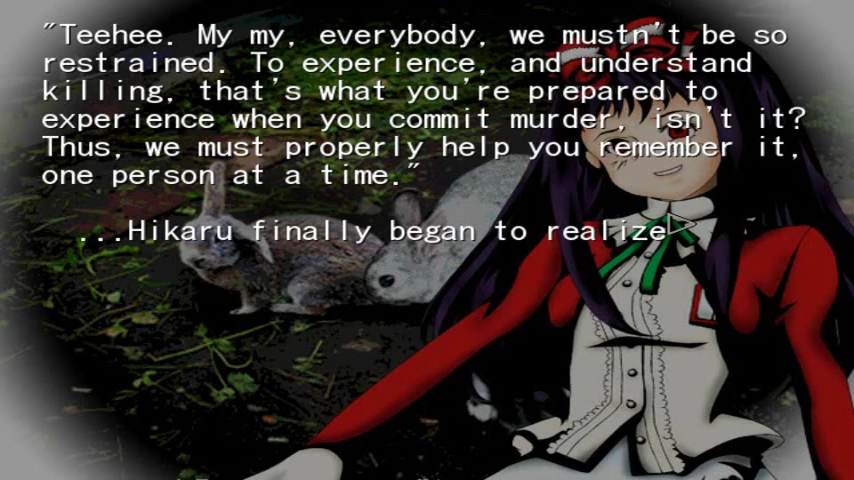 "Teehee. My my, everybody, we mustn't be so
restrained. To experience, and understand
killing, that's what you're prepared to
experience when you commit murder, isn't it?
Thus, we must properly help you remember it,
one person at a time."
...Hikaru finally began to realize